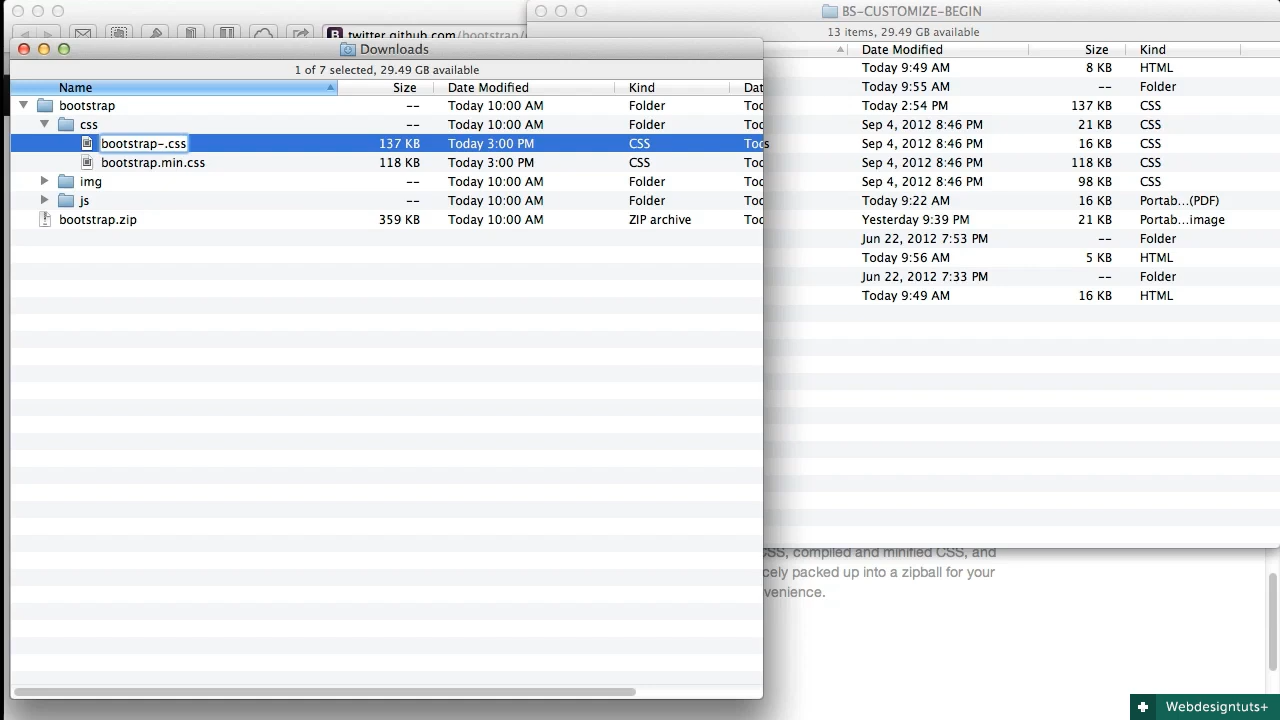 BS-CUSTOMIZE-BEGIN
13 items, 29.49 GB available
twitter.github.com/bootstrap/
Downloads
1 of 7 selected, 29.49 GB available
Name Size Date Modified Kind Dat
bootstrap -- Today 10:00 AM Folder Too
css -- Today 10:00 AM Folder Too
bootstrap-.css 137 KB Today 3:00 PM CSS Too
bootstrap.min.css 118 KB Today 3:00 PM CSS Too
img -- Today 10:00 AM Folder Too
js -- Today 10:00 AM Folder Too
bootstrap.zip 359 KB Today 10:00 AM ZIP archive Too
Date Modified Size Kind
Today 9:49 AM 8 KB HTML
Today 9:55 AM -- Folder
Today 2:54 PM 137 KB CSS
Sep 4, 2012 8:46 PM 21 KB CSS
Sep 4, 2012 8:46 PM 16 KB CSS
Sep 4, 2012 8:46 PM 118 KB CSS
Sep 4, 2012 8:46 PM 98 KB CSS
Today 9:22 AM 16 KB Portab...(PDF)
Yesterday 9:39 PM 21 KB Portab...image
Jun 22, 2012 7:53 PM -- Folder
Today 9:56 AM 5 KB HTML
Jun 22, 2012 7:33 PM -- Folder
Today 9:49 AM 16 KB HTML
CSS, compiled and minified CSS, and
cely packed up into a zipball for your
venience.
Webdesigntuts+